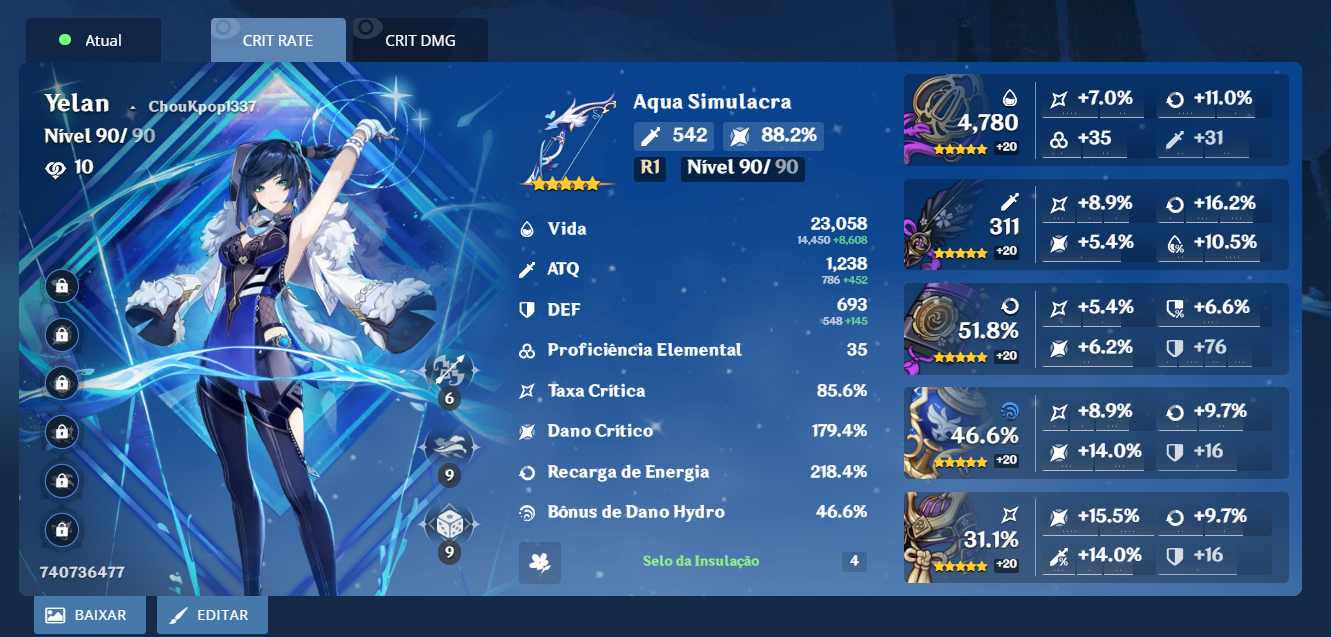 Atual
CRIT RATE
CRIT DMG
Yelan
ChouKpop1337
Nível 90/ 90
10
6
9
9
740736477
Aqua Simulacra
542 88.2%
R1 Nível 90/ 90
Vida 23,058
14,450 +8,608
ATQ 1,238
786 +452
DEF 693
548 +145
Proficiência Elemental 35
Taxa Crítica 85.6%
Dano Crítico 179.4%
Recarga de Energia 218.4%
Bônus de Dano Hydro 46.6%
Selo da Insulação 4
4,780
+20
+7.0% +11.0%
+35 +31
311
+20
+8.9% +16.2%
+5.4% % +10.5%
51.8%
+20
+5.4% % +6.6%
+6.2% +76
46.6%
+20
+8.9% +9.7%
+14.0% +16
31.1%
+20
+15.5% +9.7%
% +14.0% +16
BAIXAR
EDITAR